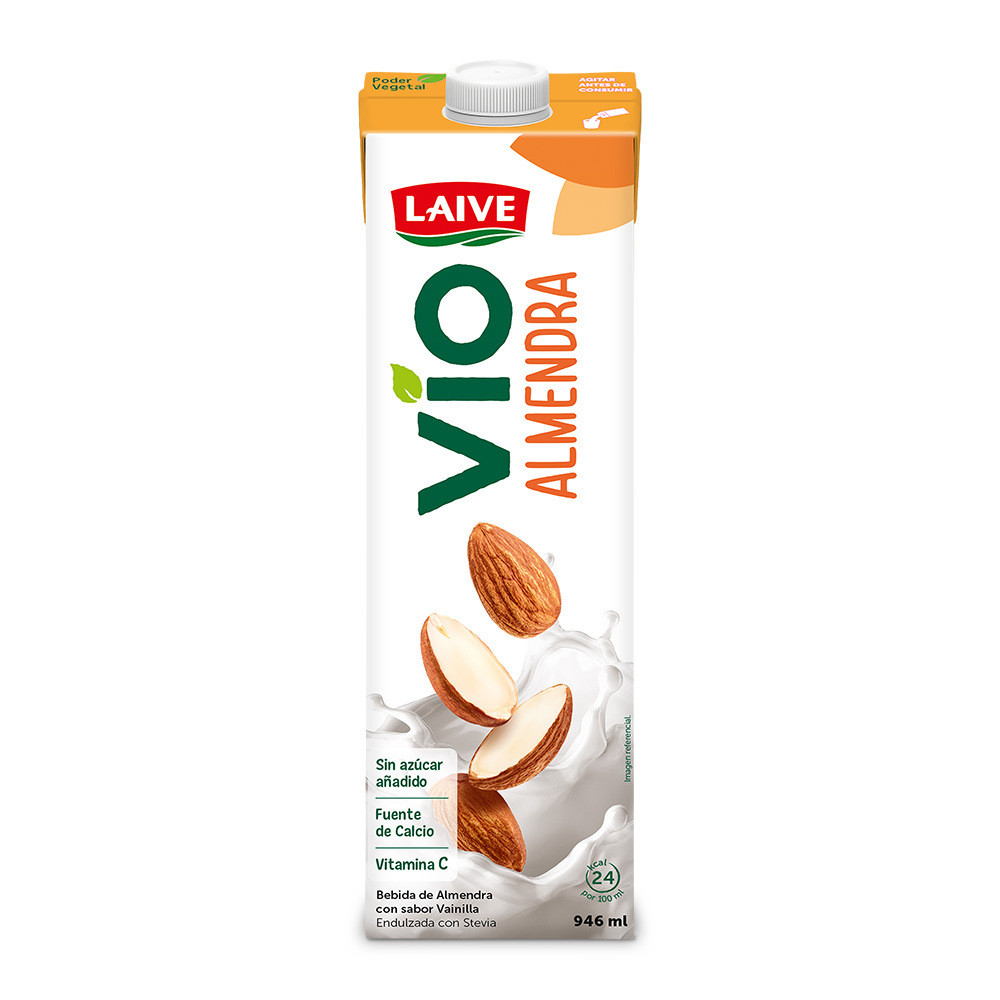 Poder
Vegetal
AGITAR
ANTES DE
CONSUMIR
LAIVE
Vío
ALMENDRA
Imagen referencial.
Sin azúcar
añadido
Fuente
de Calcio
Vitamina C
kcal
24
por 100 ml
Bebida de Almendra
con sabor Vainilla
Endulzada con Stevia
946 ml